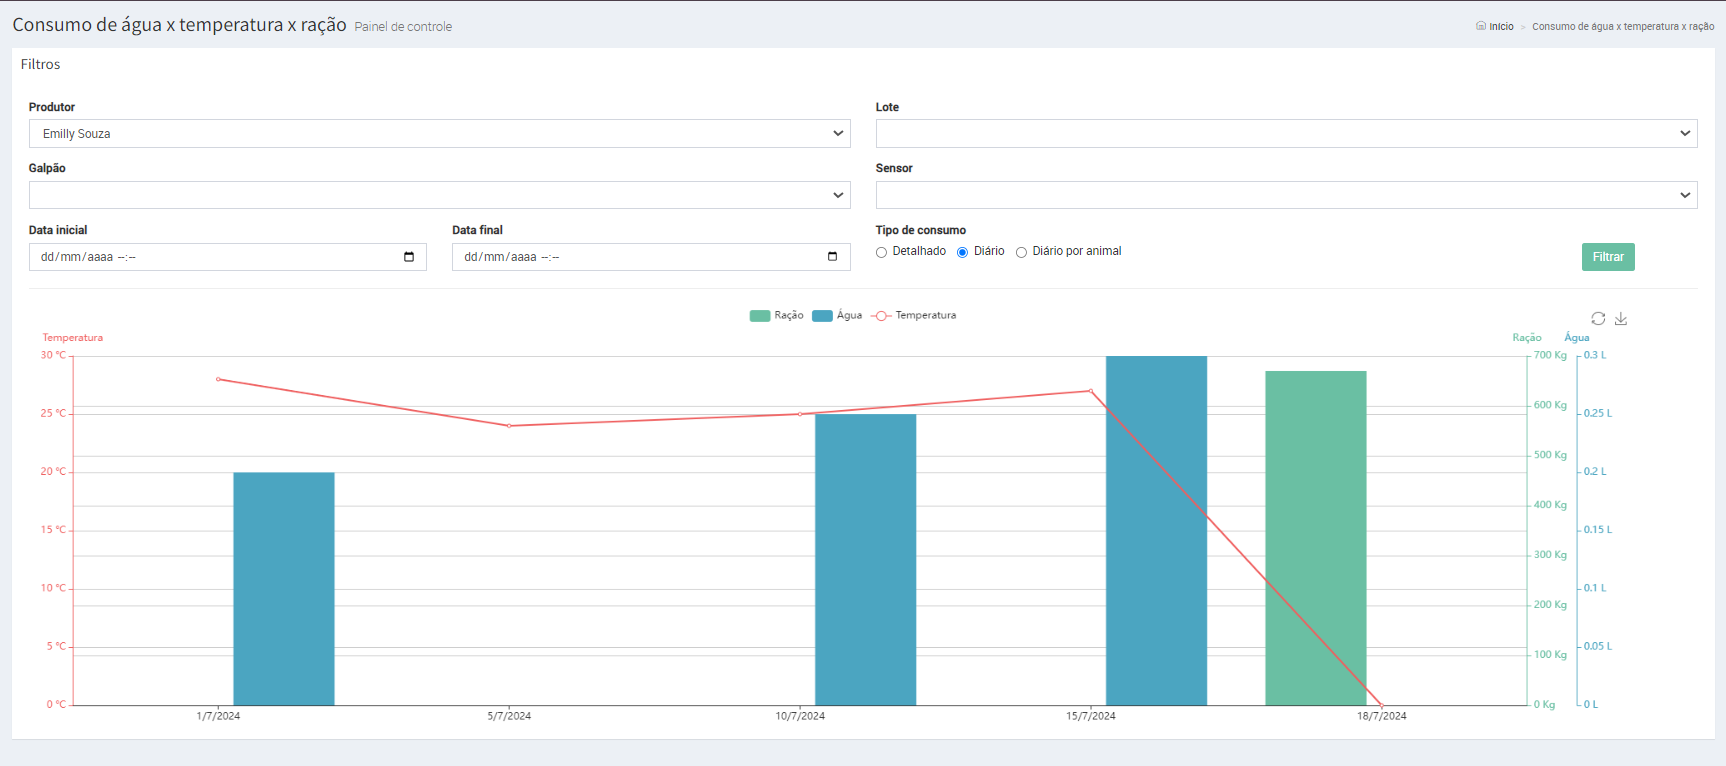 Consumo de água x temperatura x ração Painel de controle
Início > Consumo de água x temperatura x ração
Filtros
Produtor
Lote
Emilly Souza
Galpão
Sensor
Data inicial
Data final
Tipo de consumo
dd/mm/aaaa --:--
dd/mm/aaaa --:--
Detalhado Diário Diário por animal
Filtrar
Ração Água Temperatura
Temperatura
Ração Água
30 °C
25 °C
20 °C
15 °C
10 °C
5 °C
0 °C
700 Kg
600 Kg
500 Kg
400 Kg
300 Kg
200 Kg
100 Kg
0 Kg
0.3 L
0.25 L
0.2 L
0.15 L
0.1 L
0.05 L
0 L
1/7/2024 5/7/2024 10/7/2024 15/7/2024 18/7/2024